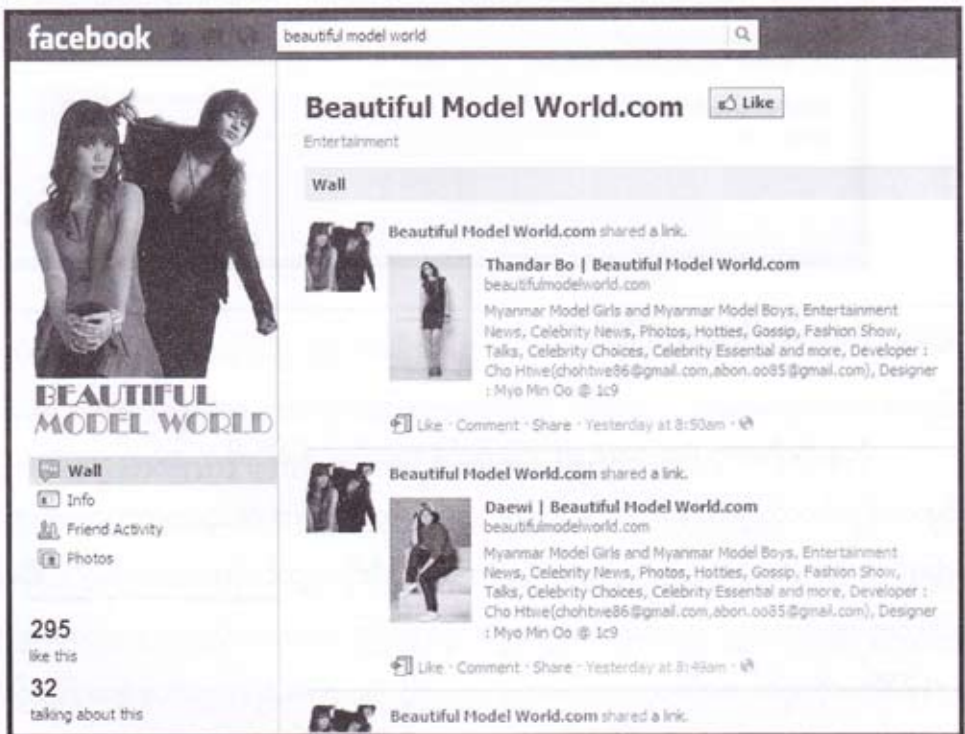 facebook
beautiful model world
Beautiful Model World.com
Like
Entertainment
Wall
Beautiful Model World.com shared a link.
Thandar Bo | Beautiful Model World.com
beautifulmodelworld.com
Myanmar Model Girls and Myanmar Model Boys, Entertainment
News, Celebrity News, Photos, Hotties, Gossip, Fashion Show,
Talks, Celebrity Choices, Celebrity Essential and more, Developer :
Cho Htwe(chohtwe86@gmail.com,abon.oo85@gmail.com), Designer
: Myo Min Oo @ 1c9
Like · Comment · Share · Yesterday at 8:50am ·
Beautiful Model World.com shared a link.
Daewi | Beautiful Model World.com
beautifulmodelworld.com
Myanmar Model Girls and Myanmar Model Boys, Entertainment
News, Celebrity News, Photos, Hotties, Gossip, Fashion Show,
Talks, Celebrity Choices, Celebrity Essential and more, Developer :
Cho Htwe(chohtwe86@gmail.com,abon.oo85@gmail.com), Designer
: Myo Min Oo @ 1c9
Like · Comment · Share · Yesterday at 8:49am ·
Beautiful Model World.com shared a link.
BEAUTIFUL
MODEL WORLD
Wall
Info
Friend Activity
Photos
295
like this
32
talking about this